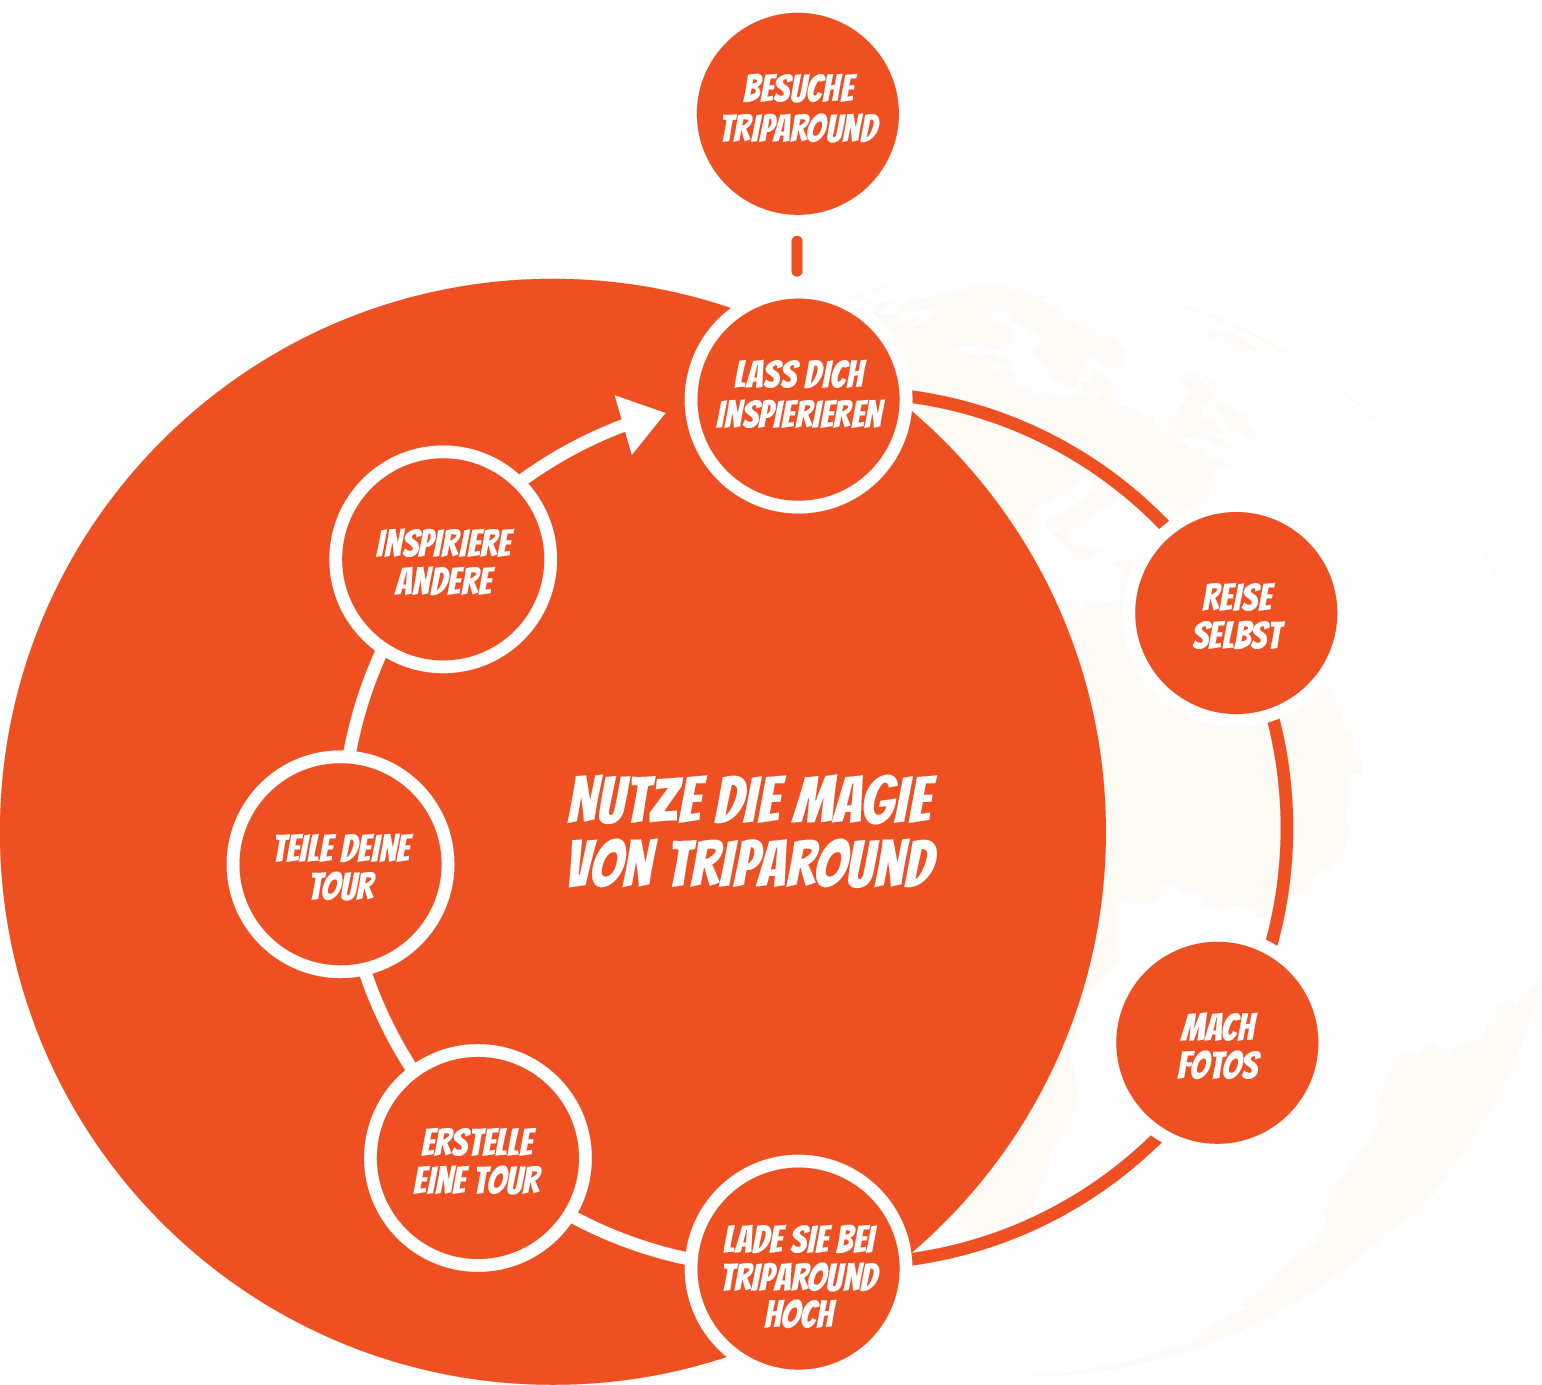 BESUCHE
TRIPAROUND
LASS DICH
INSPIERIEREN
REISE
SELBST
MACH
FOTOS
LADE SIE BEI
TRIPAROUND
HOCH
ERSTELLE
EINE TOUR
TEILE DEINE
TOUR
INSPIRIERE
ANDERE
NUTZE DIE MAGIE
VON TRIPAROUND